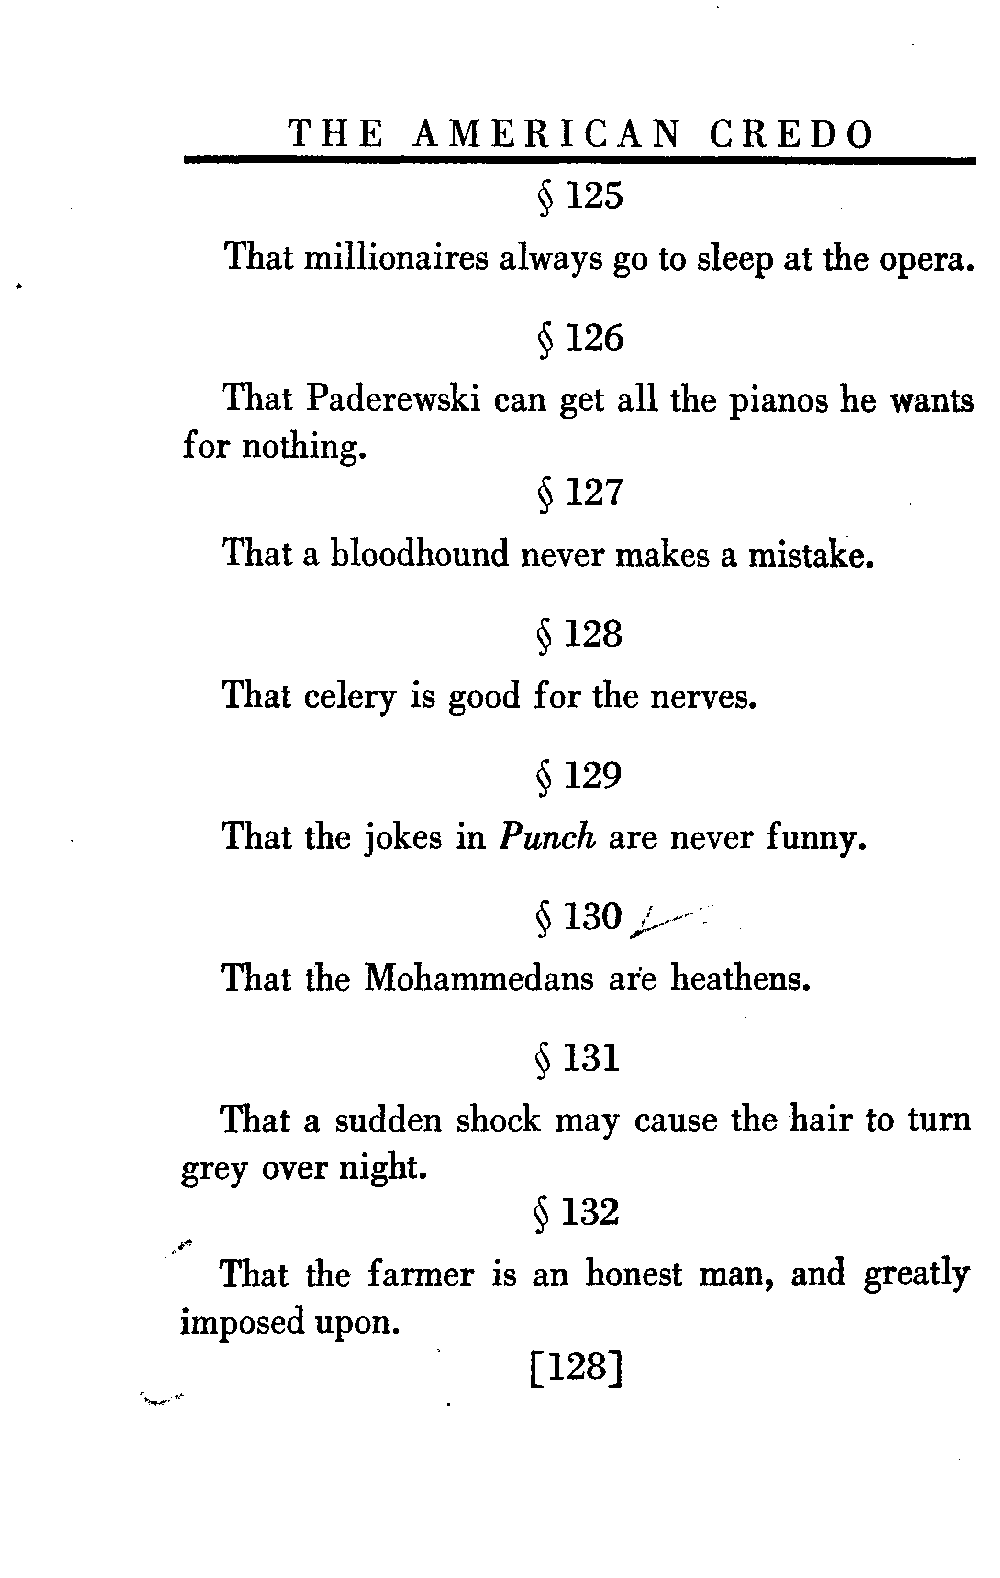 THE AMERICAN CREDO
§ 125
That millionaires always go to sleep at the opera.
§ 126
That Paderewski can get all the pianos he wants
for nothing.
§ 127
That a bloodhound never makes a mistake.
§ 128
That celery is good for the nerves.
§ 129
That the jokes in Punch are never funny.
§ 130
That the Mohammedans are heathens.
§ 131
That a sudden shock may cause the hair to turn
grey over night.
§ 132
That the farmer is an honest man, and greatly
imposed upon.
[128]